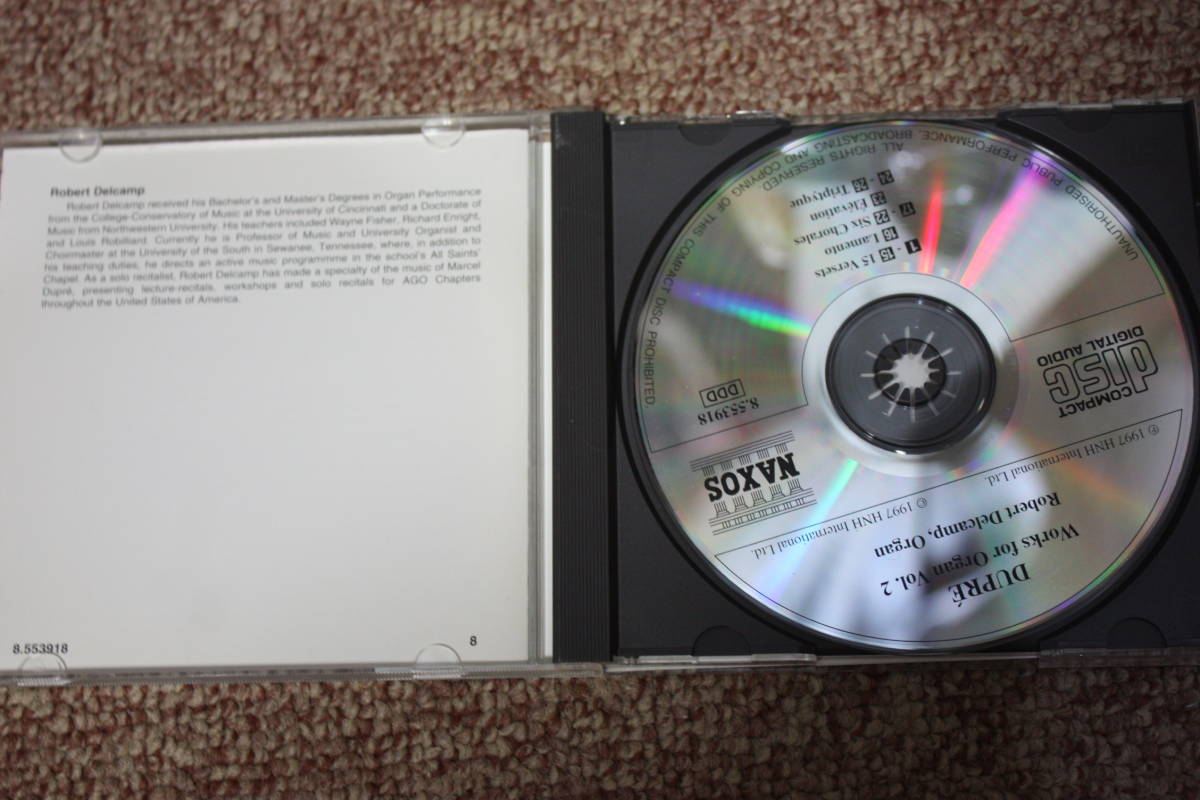 Robert Delcamp
Robert Delcamp received his Bachelor's and Master's Degrees in Organ Performance
from the College-Conservatory of Music at the University of Cincinnati and a Doctorate of
Music from Northwestern University. His teachers included Wayne Fisher, Richard Enright,
and Louis Robilliard. Currently he is Professor of Music and University Organist and
Choirmaster at the University of the South in Sewanee, Tennessee, where, in addition to
his teaching duties, he directs an active music programmme in the school's All Saints'
Chapel. As a solo recitalist, Robert Delcamp has made a specialty of the music of Marcel
Dupré, presenting lecture-recitals, workshops and solo recitals for AGO Chapters
throughout the United States of America.
8.553918
8
DUPRÉ
Works for Organ Vol. 2
Robert Delcamp, Organ
℗ 1997 HNH International Ltd.
© 1997 HNH International Ltd.
NAXOS
COMPACT
disc
DIGITAL AUDIO
8.553918
DDD
1 - 15 15 Versets
16 Lamento
17 - 22 Six Chorales
23 Élévation
24 - 26 Triptyque
UNAUTHORISED PUBLIC PERFORMANCE, BROADCASTING AND COPYING OF THIS COMPACT DISC PROHIBITED.
ALL RIGHTS RESERVED